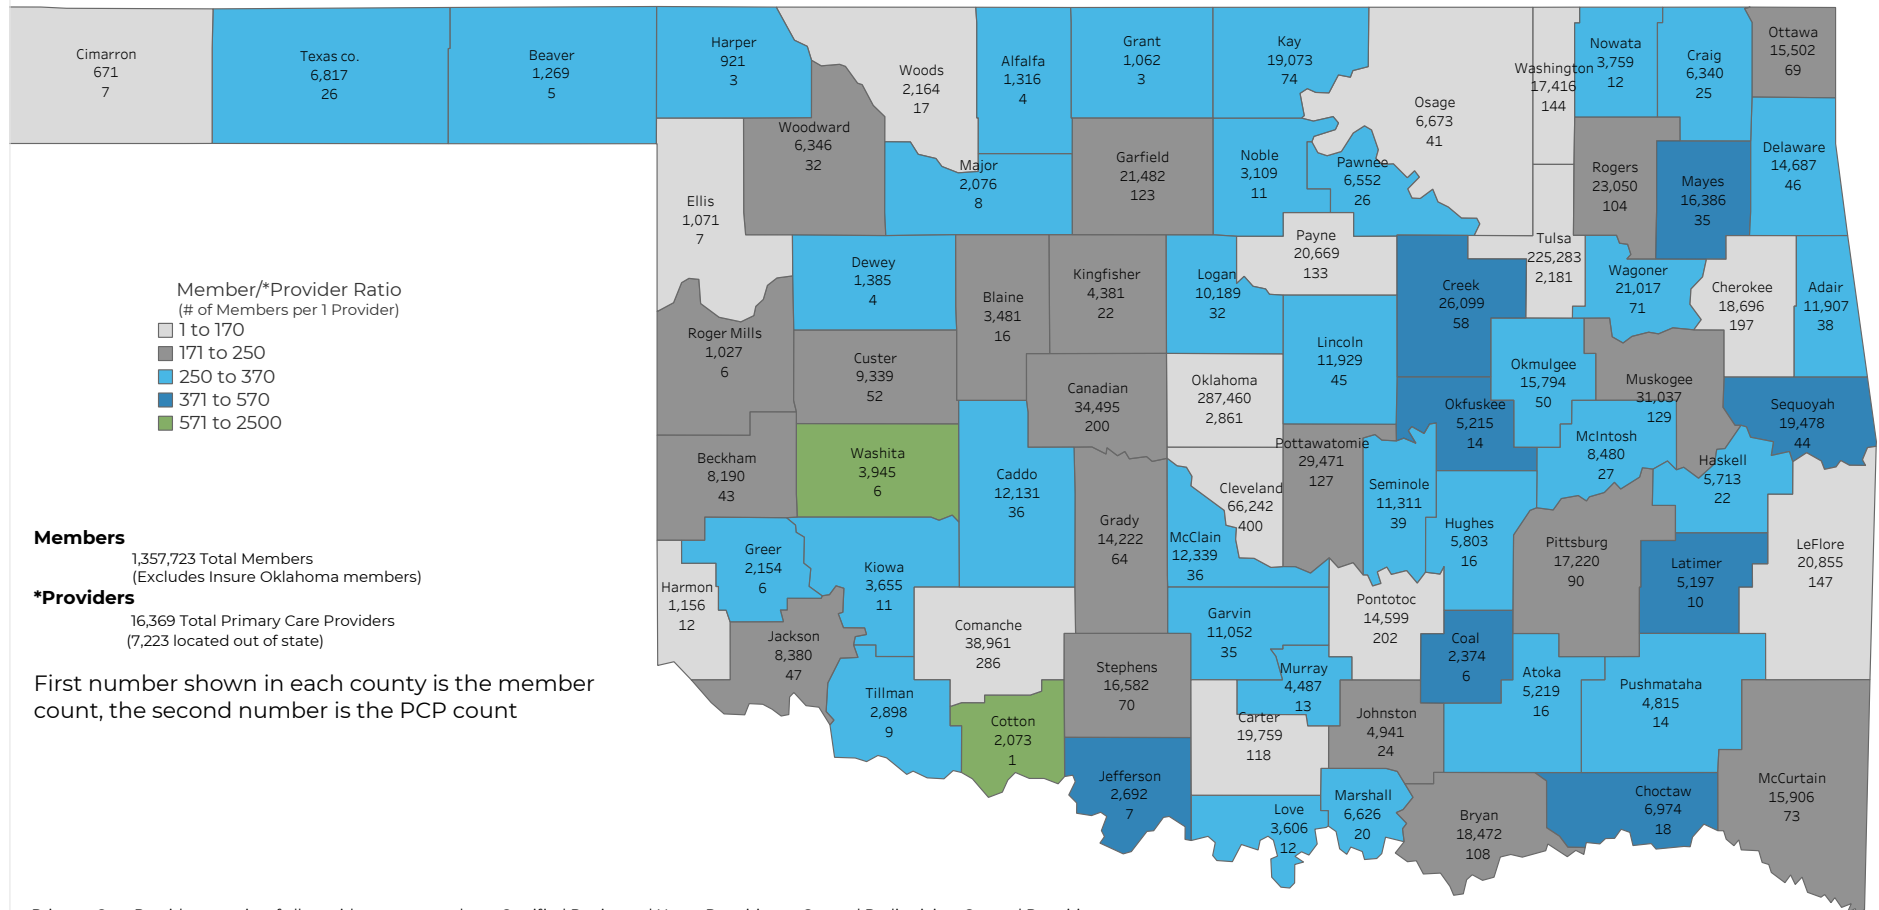 Cimarron
671
7
Texas co.
6,817
26
Beaver
1,269
5
Harper
921
3
Woods
2,164
17
Alfalfa
1,316
4
Grant
1,062
3
Kay
19,073
74
Osage
6,673
41
Washington
17,416
144
Nowata
3,759
12
Craig
6,340
25
Ottawa
15,502
69
Woodward
6,346
32
Ellis
1,071
7
Major
2,076
8
Garfield
21,482
123
Noble
3,109
11
Pawnee
6,552
26
Rogers
23,050
104
Mayes
16,386
35
Delaware
14,687
46
Payne
20,669
133
Tulsa
225,283
2,181
Dewey
1,385
4
Blaine
3,481
16
Kingfisher
4,381
22
Logan
10,189
32
Creek
26,099
58
Wagoner
21,017
71
Cherokee
18,696
197
Adair
11,907
38
Member/*Provider Ratio
(# of Members per 1 Provider)
1 to 170
171 to 250
250 to 370
371 to 570
571 to 2500
Roger Mills
1,027
6
Custer
9,339
52
Lincoln
11,929
45
Canadian
34,495
200
Oklahoma
287,460
2,861
Okmulgee
15,794
50
Muskogee
31,037
129
Okfuskee
5,215
14
Sequoyah
19,478
44
Beckham
8,190
43
Washita
3,945
6
Caddo
12,131
36
Pottawatomie
29,471
127
McIntosh
8,480
27
Haskell
5,713
22
Cleveland
66,242
400
Seminole
11,311
39
Grady
14,222
64
McClain
12,339
36
Hughes
5,803
16
Pittsburg
17,220
90
LeFlore
20,855
147
Latimer
5,197
10
Greer
2,154
6
Kiowa
3,655
11
Harmon
1,156
12
Members
1,357,723 Total Members
(Excludes Insure Oklahoma members)
*Providers
16,369 Total Primary Care Providers
(7,223 located out of state)
First number shown in each county is the member
count, the second number is the PCP count
Jackson
8,380
47
Comanche
38,961
286
Garvin
11,052
35
Pontotoc
14,599
202
Coal
2,374
6
Stephens
16,582
70
Murray
4,487
13
Atoka
5,219
16
Pushmataha
4,815
14
Tillman
2,898
9
Cotton
2,073
1
Carter
19,759
118
Johnston
4,941
24
Jefferson
2,692
7
Love
3,606
12
Marshall
6,626
20
Bryan
18,472
108
Choctaw
6,974
18
McCurtain
15,906
73